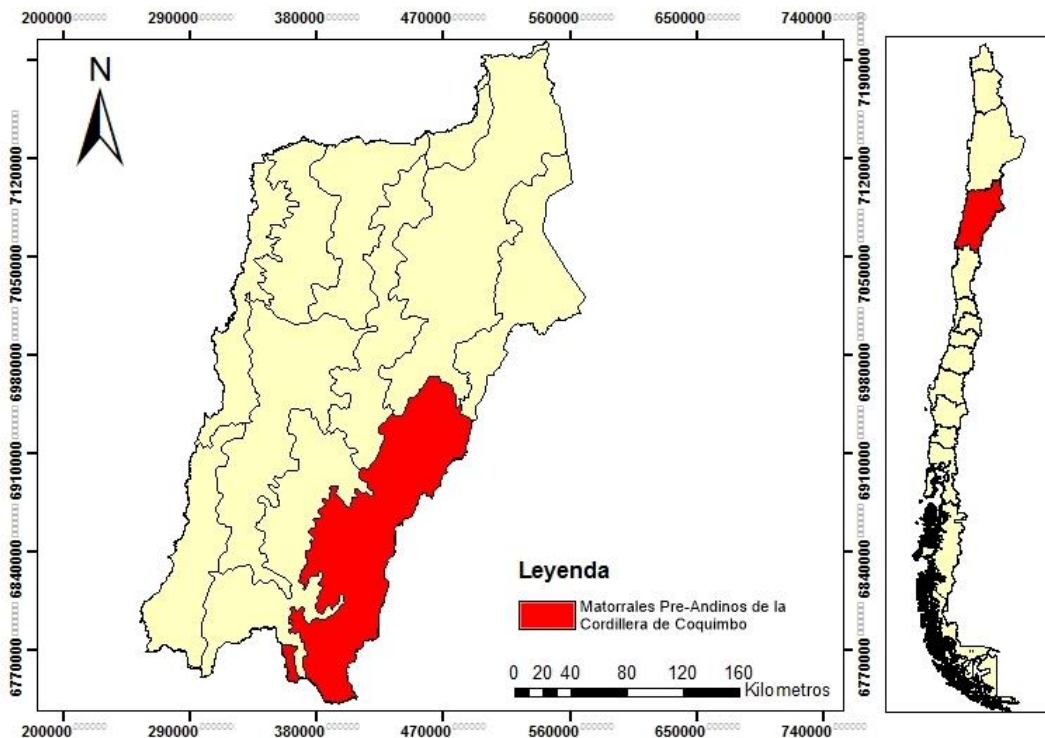 200000 290000 380000 470000 560000 650000 740000
N
7190000
7120000 7120000
7050000 7050000
6980000 6980000
6910000 6910000
6840000 6840000
6770000 6770000
Leyenda
Matorrales Pre-Andinos de la
Cordillera de Coquimbo
0 20 40 80 120 160
Kilometros
200000 290000 380000 470000 560000 650000 740000